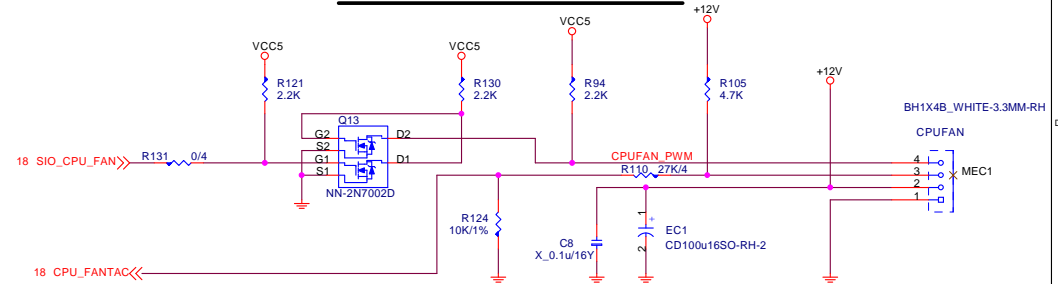 +12V
VCC5
VCC5
VCC5
+12V
R121
2.2K
R130
2.2K
R94
2.2K
R105
4.7K
BH1X4B_WHITE-3.3MM-RH
CPUFAN
Q13
G2
D2
S2
18 SIO_CPU_FAN
R131
0/4
G1
D1
S1
NN-2N7002D
CPUFAN_PWM
R110
27K/4
4
3
2
1
MEC1
R124
10K/1%
C8
X_0.1u/16Y
1
+
2
EC1
CD100u16SO-RH-2
18 CPU_FANTAC